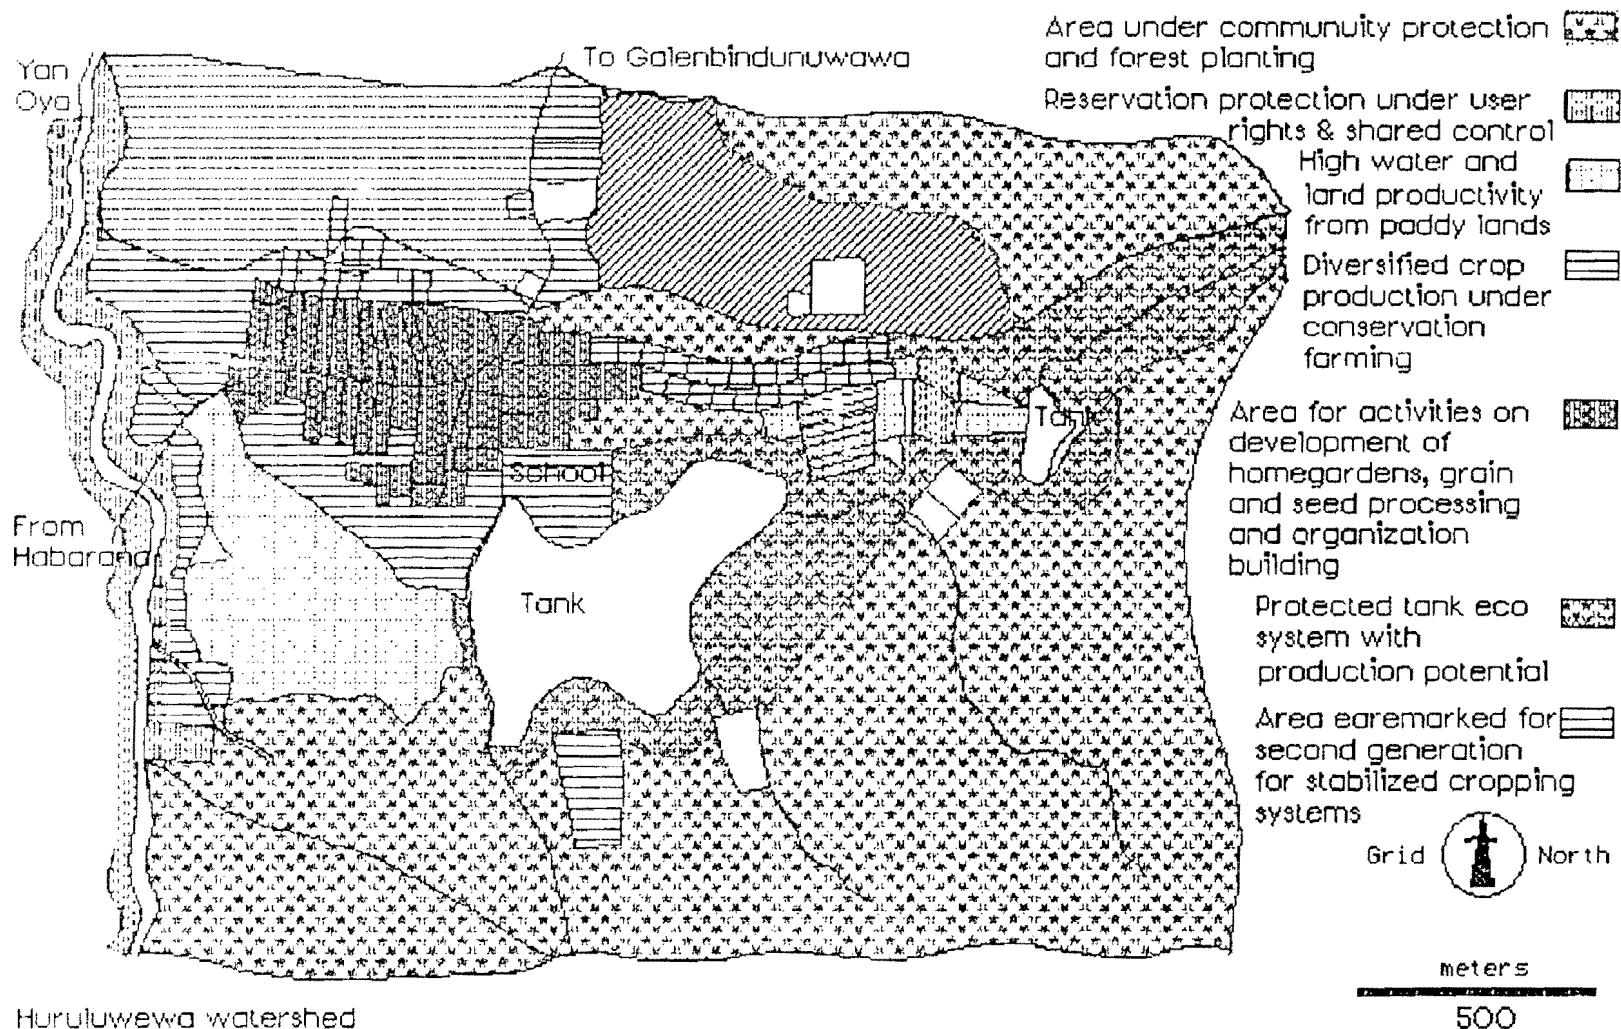 Yan
Oya
To Galenbindunuwawa
School
Tank
Tank
From
Habarana
Area under communuity protection
and forest planting
Reservation protection under user
rights & shared control
High water and
land productivity
from paddy lands
Diversified crop
production under
conservation
farming
Area for activities on
development of
homegardens, grain
and seed processing
and organization
building
Protected tank eco
system with
production potential
Area earemarked for
second generation
for stabilized cropping
systems
Grid North
meters
500
Huruluwewa watershed